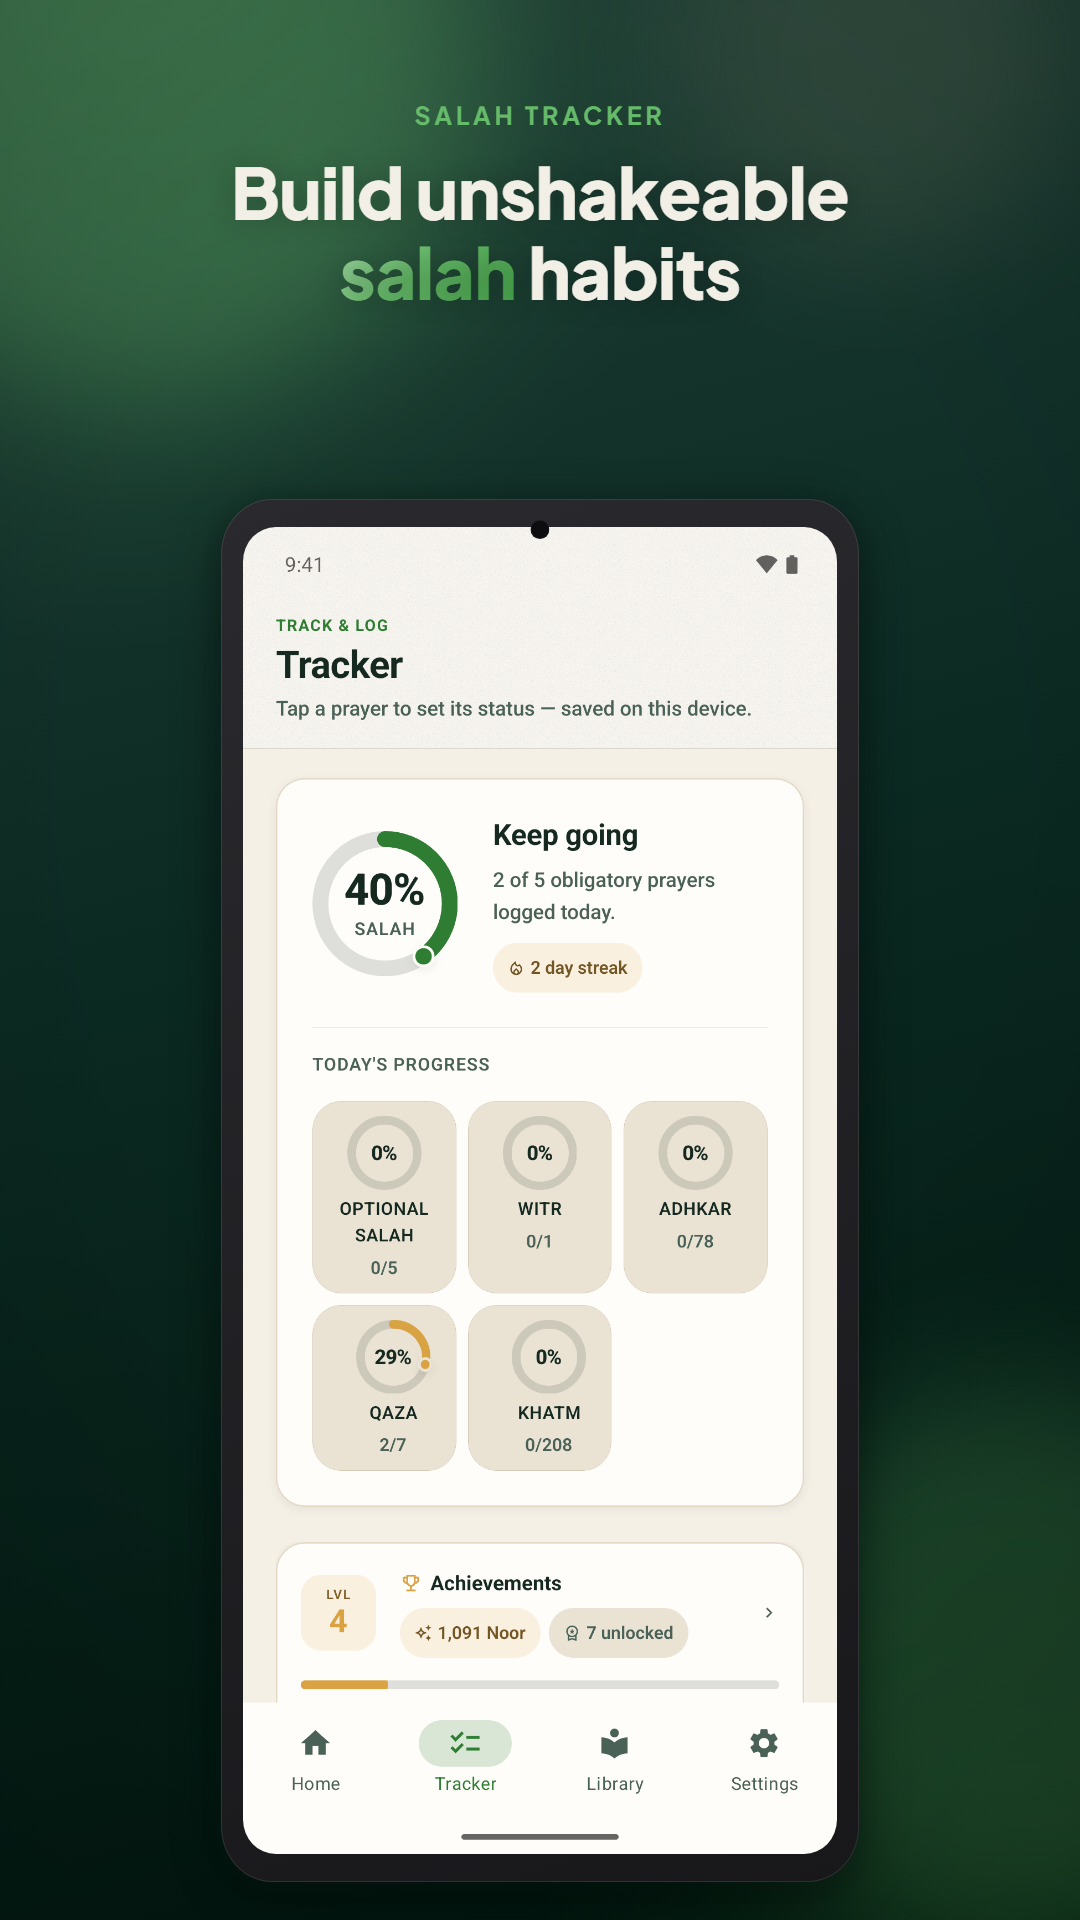 SALAH TRACKER
Build unshakeable
salah habits
9:41
TRACK & LOG
Tracker
Tap a prayer to set its status — saved on this device.
40%
SALAH
Keep going
2 of 5 obligatory prayers
logged today.
2 day streak
TODAY'S PROGRESS
0%
OPTIONAL
SALAH
0/5
0%
WITR
0/1
0%
ADHKAR
0/78
29%
QAZA
2/7
0%
KHATM
0/208
LVL
4
Achievements
1,091 Noor
7 unlocked
Home
Tracker
Library
Settings